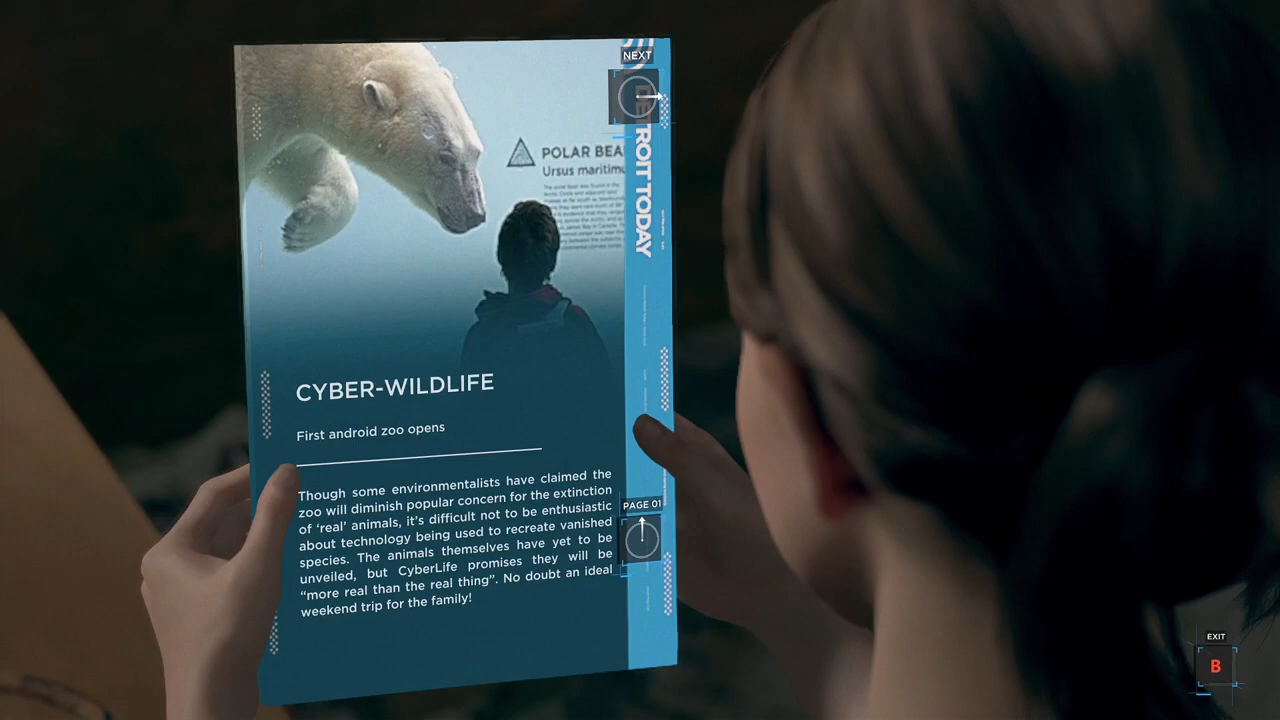 NEXT
POLAR BEA
Ursus maritimu
ROIT TODAY
CYBER-WILDLIFE
First android zoo opens
Though some environmentalists have claimed the
zoo will diminish popular concern for the extinction
of ‘real’ animals, it’s difficult not to be enthusiastic
about technology being used to recreate vanished
species. The animals themselves have yet to be
unveiled, but CyberLife promises they will be
“more real than the real thing”. No doubt an ideal
weekend trip for the family!
PAGE 01
EXIT
B